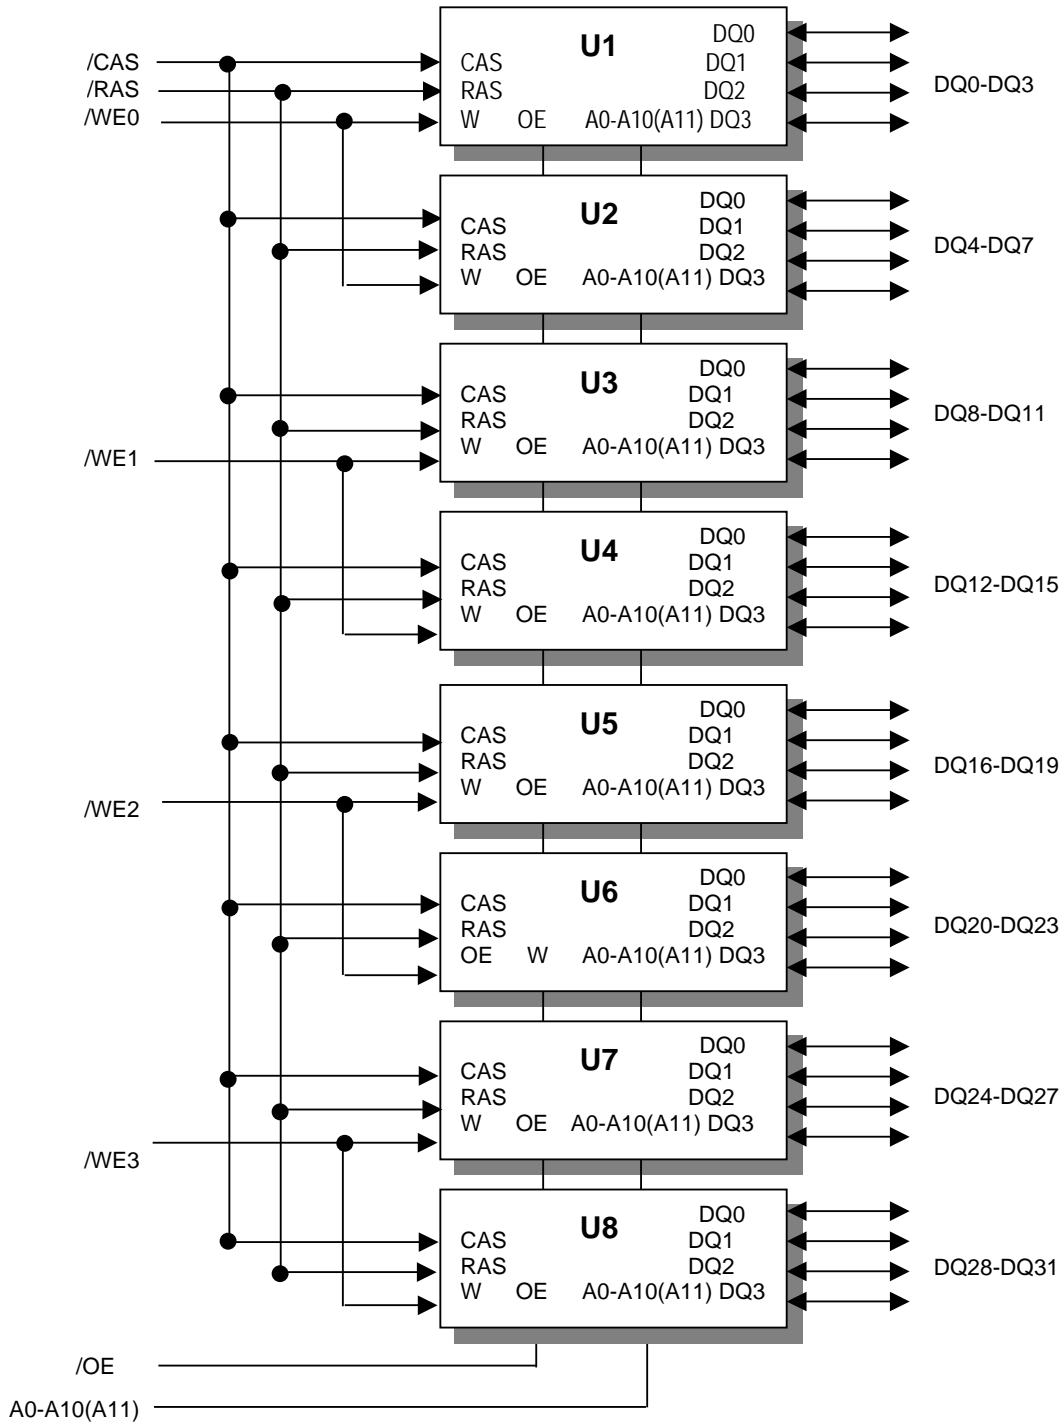 U1 DQ0
/CAS CAS DQ1
/RAS RAS DQ2 DQ0-DQ3
/WE0 W OE A0-A10(A11) DQ3
U2 DQ0
CAS DQ1
RAS DQ2 DQ4-DQ7
W OE A0-A10(A11) DQ3
U3 DQ0
CAS DQ1
RAS DQ2 DQ8-DQ11
/WE1 W OE A0-A10(A11) DQ3
U4 DQ0
CAS DQ1
RAS DQ2 DQ12-DQ15
W OE A0-A10(A11) DQ3
U5 DQ0
CAS DQ1
RAS DQ2 DQ16-DQ19
/WE2 W OE A0-A10(A11) DQ3
U6 DQ0
CAS DQ1
RAS DQ2 DQ20-DQ23
OE W A0-A10(A11) DQ3
U7 DQ0
CAS DQ1
RAS DQ2 DQ24-DQ27
W OE A0-A10(A11) DQ3
/WE3
U8 DQ0
CAS DQ1
RAS DQ2 DQ28-DQ31
W OE A0-A10(A11) DQ3
/OE
A0-A10(A11)